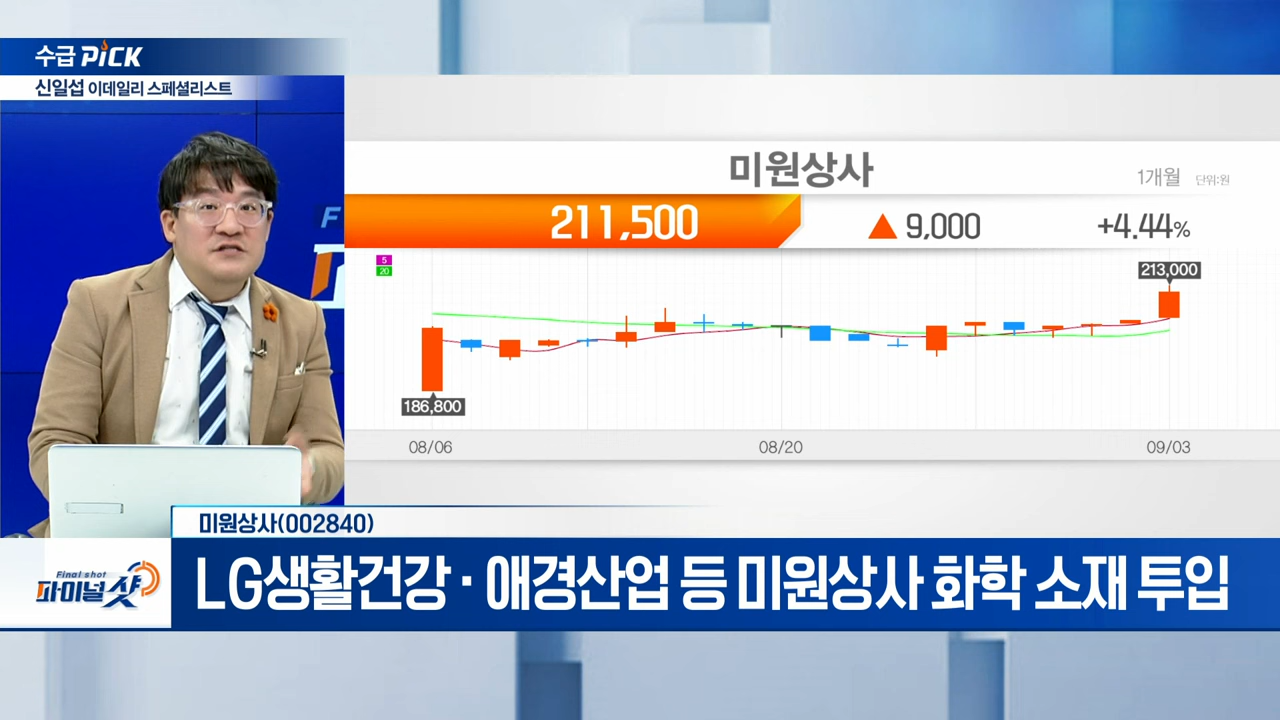 수급 PICK
신일섭 이데일리 스페셜리스트
F
미원상사
1개월 단위:원
211,500 ▲ 9,000 +4.44%
5
20
213,000
186,800
08/06 08/20 09/03
미원상사(002840)
Final shot
파이널샷
LG생활건강·애경산업 등 미원상사 화학 소재 투입